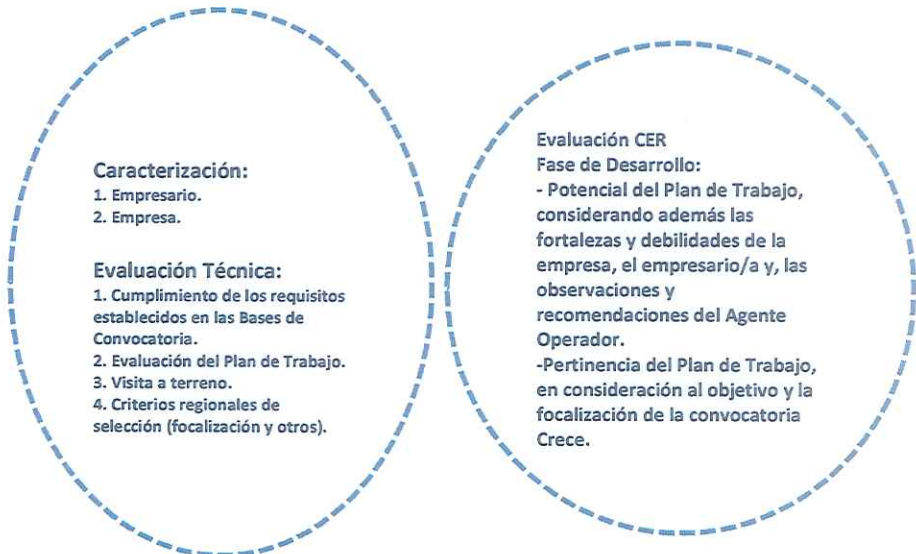 Caracterización:
1. Empresario.
2. Empresa.
Evaluación Técnica:
1. Cumplimiento de los requisitos
establecidos en las Bases de
Convocatoria.
2. Evaluación del Plan de Trabajo.
3. Visita a terreno.
4. Criterios regionales de
selección (focalización y otros).
Evaluación CER
Fase de Desarrollo:
- Potencial del Plan de Trabajo,
considerando además las
fortalezas y debilidades de la
empresa, el empresario/a y, las
observaciones y
recomendaciones del Agente
Operador.
-Pertinencia del Plan de Trabajo,
en consideración al objetivo y la
focalización de la convocatoria
Crece.